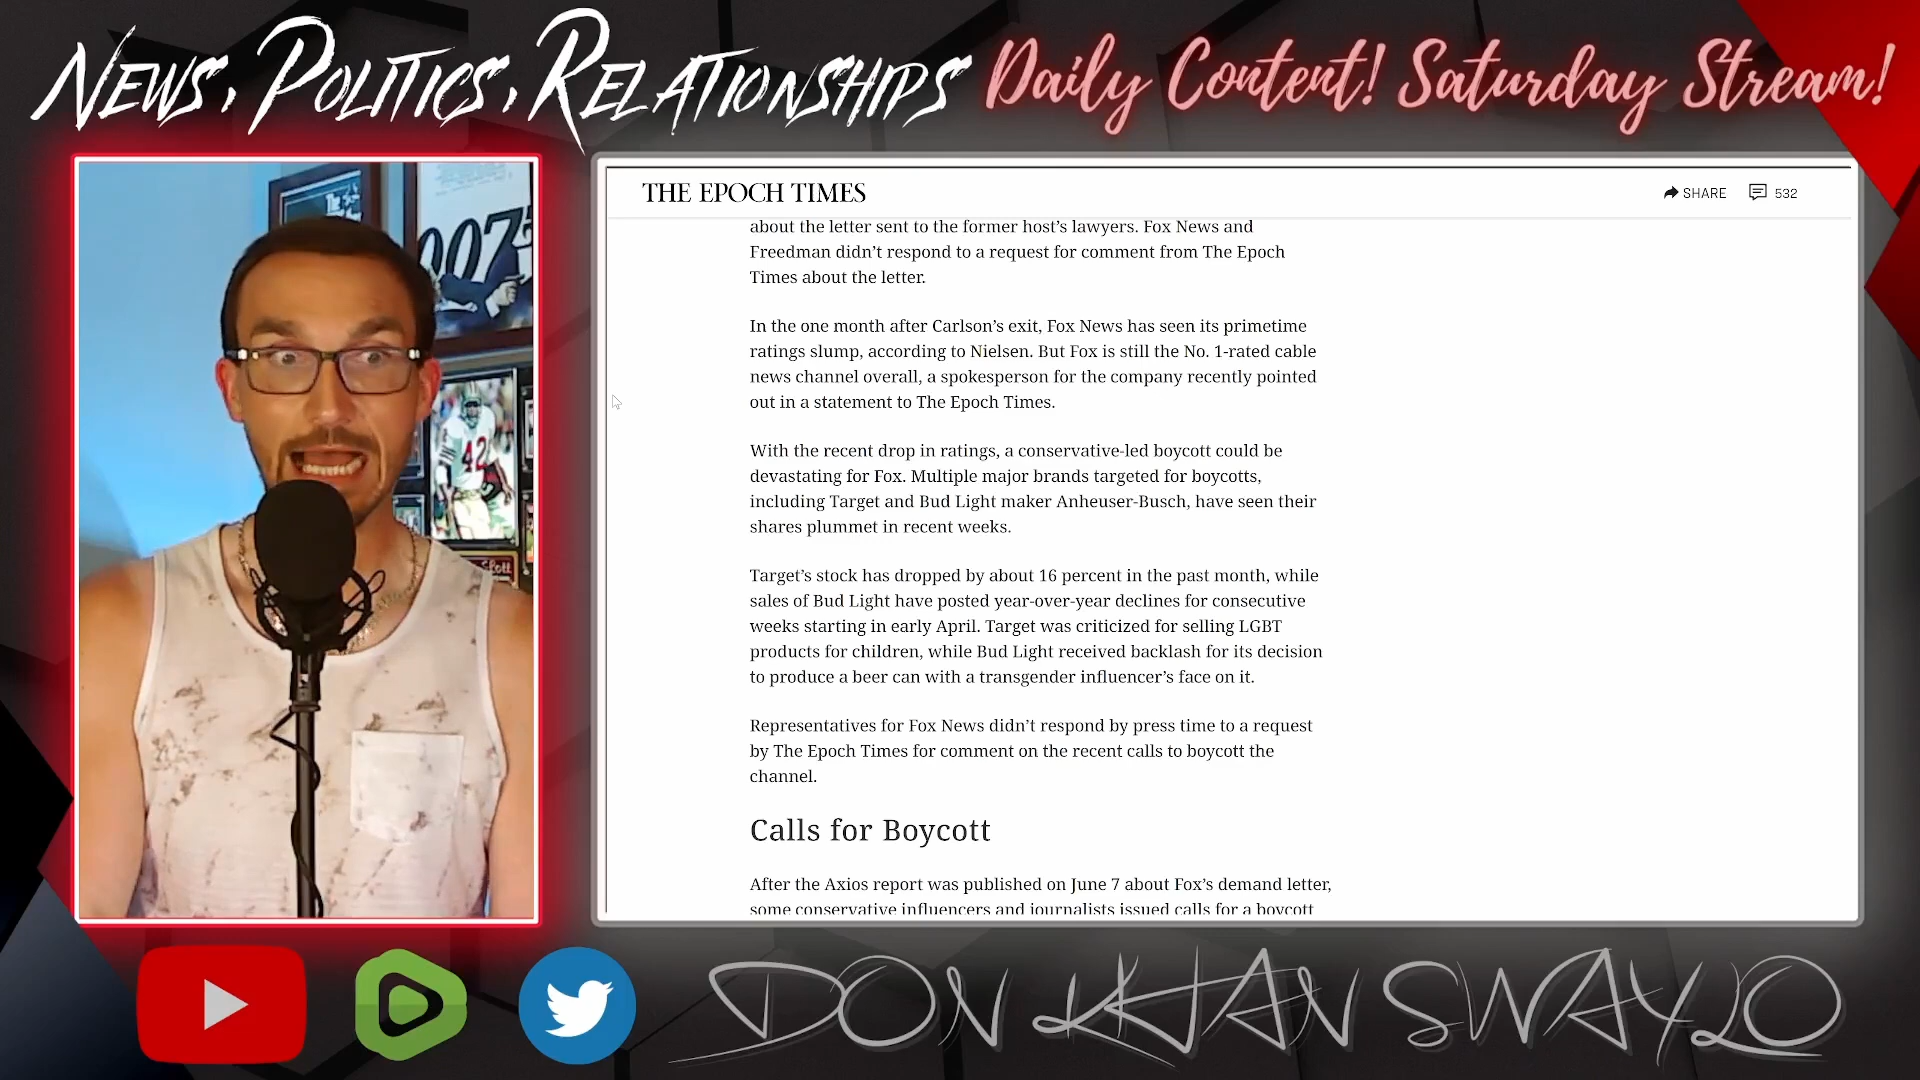 NEWS, POLITICS, RELATIONSHIPS
Daily Content! Saturday Stream!
007
42
THE EPOCH TIMES
SHARE
532
about the letter sent to the former host’s lawyers. Fox News and
Freedman didn’t respond to a request for comment from The Epoch
Times about the letter.
In the one month after Carlson’s exit, Fox News has seen its primetime
ratings slump, according to Nielsen. But Fox is still the No. 1-rated cable
news channel overall, a spokesperson for the company recently pointed
out in a statement to The Epoch Times.
With the recent drop in ratings, a conservative-led boycott could be
devastating for Fox. Multiple major brands targeted for boycotts,
including Target and Bud Light maker Anheuser-Busch, have seen their
shares plummet in recent weeks.
Target’s stock has dropped by about 16 percent in the past month, while
sales of Bud Light have posted year-over-year declines for consecutive
weeks starting in early April. Target was criticized for selling LGBT
products for children, while Bud Light received backlash for its decision
to produce a beer can with a transgender influencer’s face on it.
Representatives for Fox News didn’t respond by press time to a request
by The Epoch Times for comment on the recent calls to boycott the
channel.
Calls for Boycott
After the Axios report was published on June 7 about Fox’s demand letter,
some conservative influencers and journalists issued calls for a boycott
DON KHAN SWAYLO